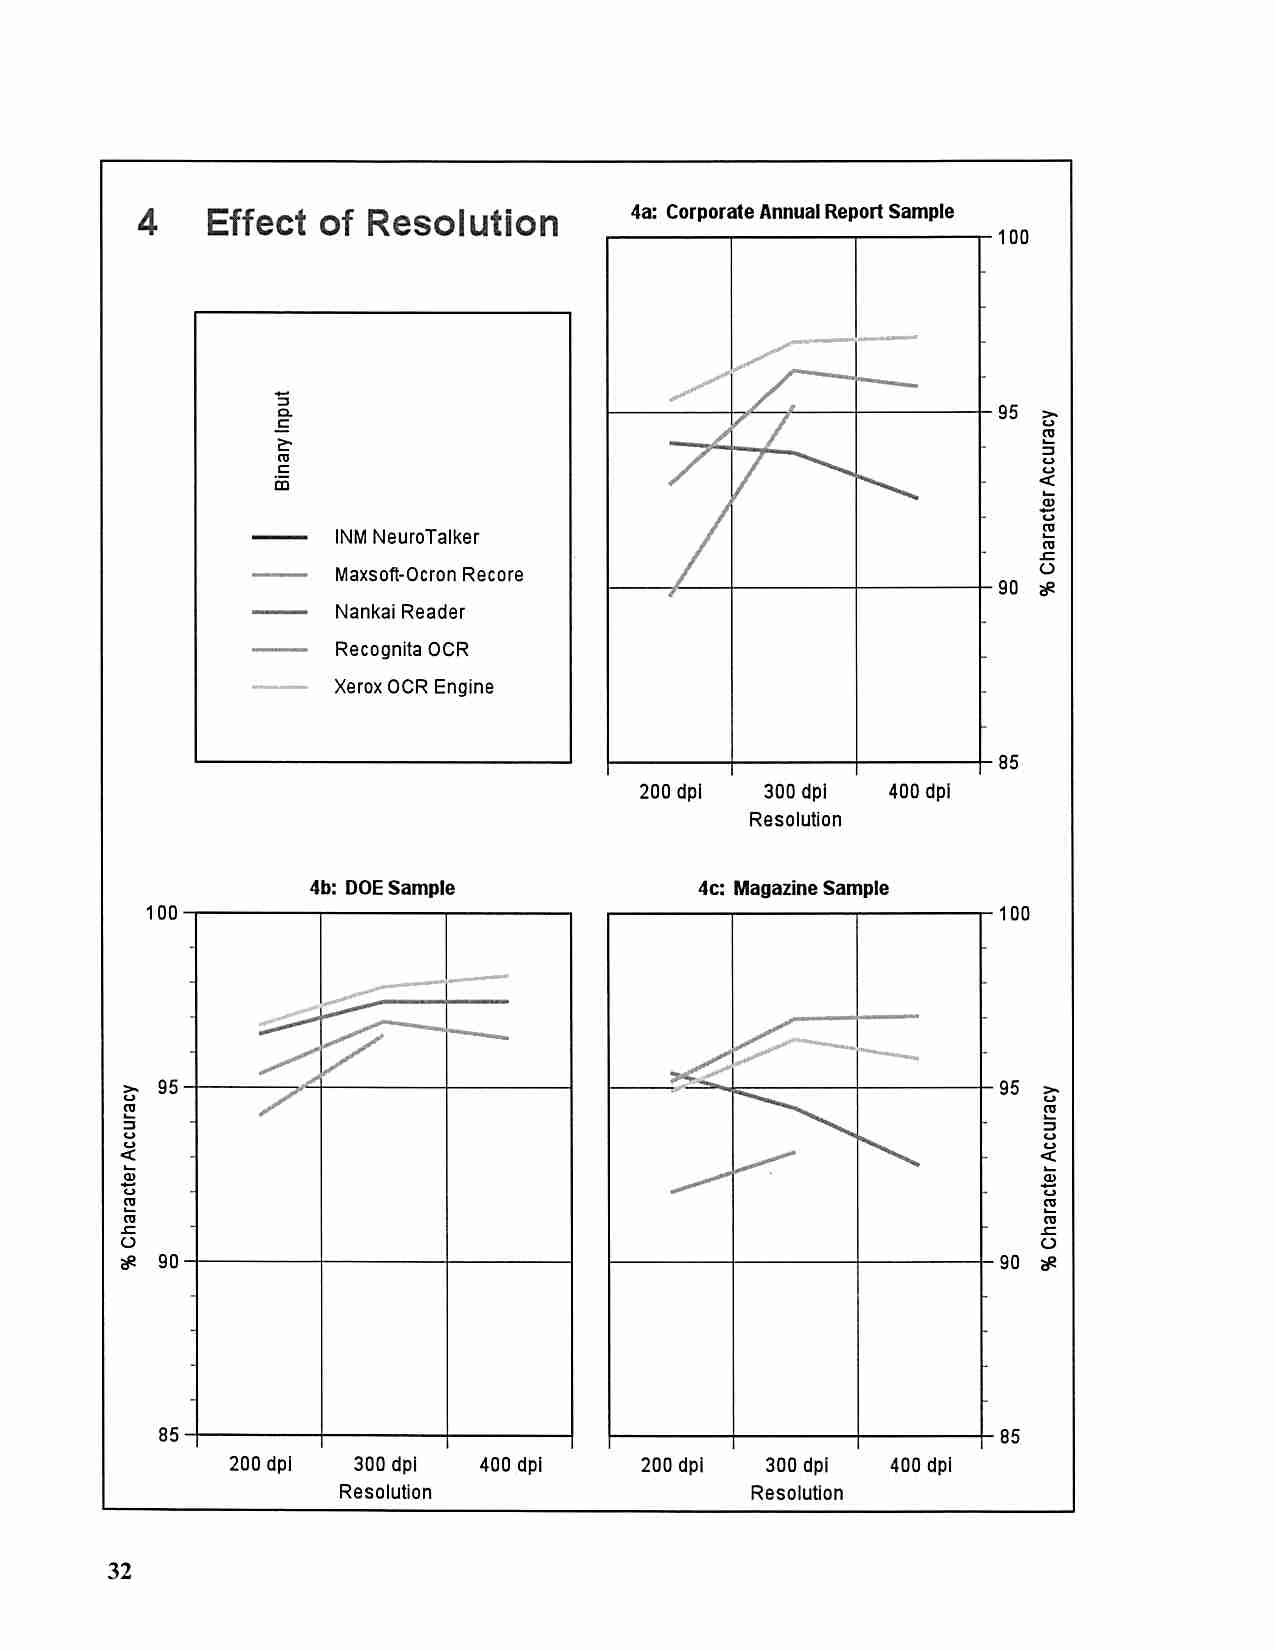 4 Effect of Resolution
Binary Input
INM NeuroTalker
Maxsoft-Ocron Recore
Nankai Reader
Recognita OCR
Xerox OCR Engine
4a: Corporate Annual Report Sample
100
95
90
85
% Character Accuracy
200 dpi 300 dpi 400 dpi
Resolution
4b: DOE Sample
100
95
90
85
% Character Accuracy
200 dpi 300 dpi 400 dpi
Resolution
4c: Magazine Sample
100
95
90
85
% Character Accuracy
200 dpi 300 dpi 400 dpi
Resolution
32